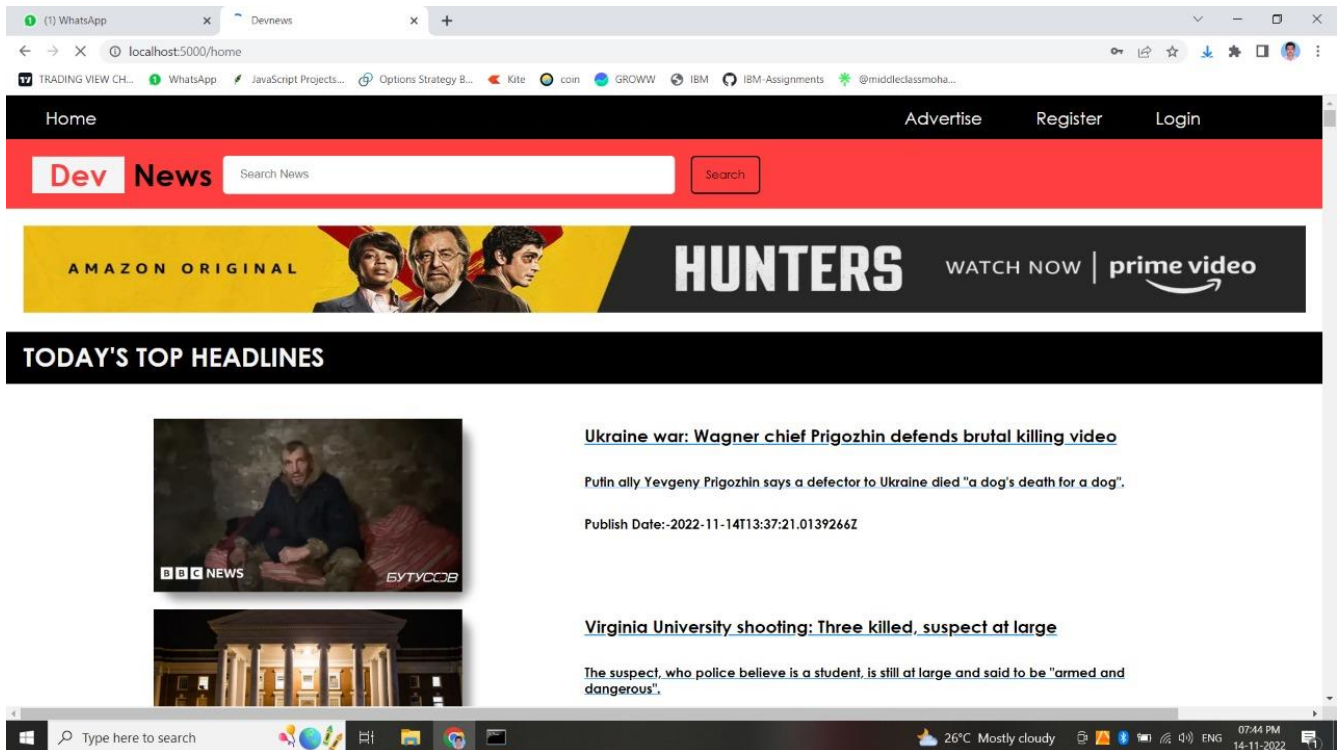 (1) WhatsApp
Devnews
localhost:5000/home
TRADING VIEW CH... WhatsApp JavaScript Projects... Options Strategy B... Kite coin GROWW IBM IBM-Assignments @middleclassmoha...
Home Advertise Register Login
Dev News Search News Search
AMAZON ORIGINAL HUNTERS WATCH NOW | prime video
TODAY'S TOP HEADLINES
Ukraine war: Wagner chief Prigozhin defends brutal killing video
Putin ally Yevgeny Prigozhin says a defector to Ukraine died "a dog's death for a dog".
Publish Date:-2022-11-14T13:37:21.0139266Z
BBC NEWS БУТУСОВ
Virginia University shooting: Three killed, suspect at large
The suspect, who police believe is a student, is still at large and said to be "armed and
dangerous".
Type here to search 26°C Mostly cloudy ENG 07:44 PM
14-11-2022